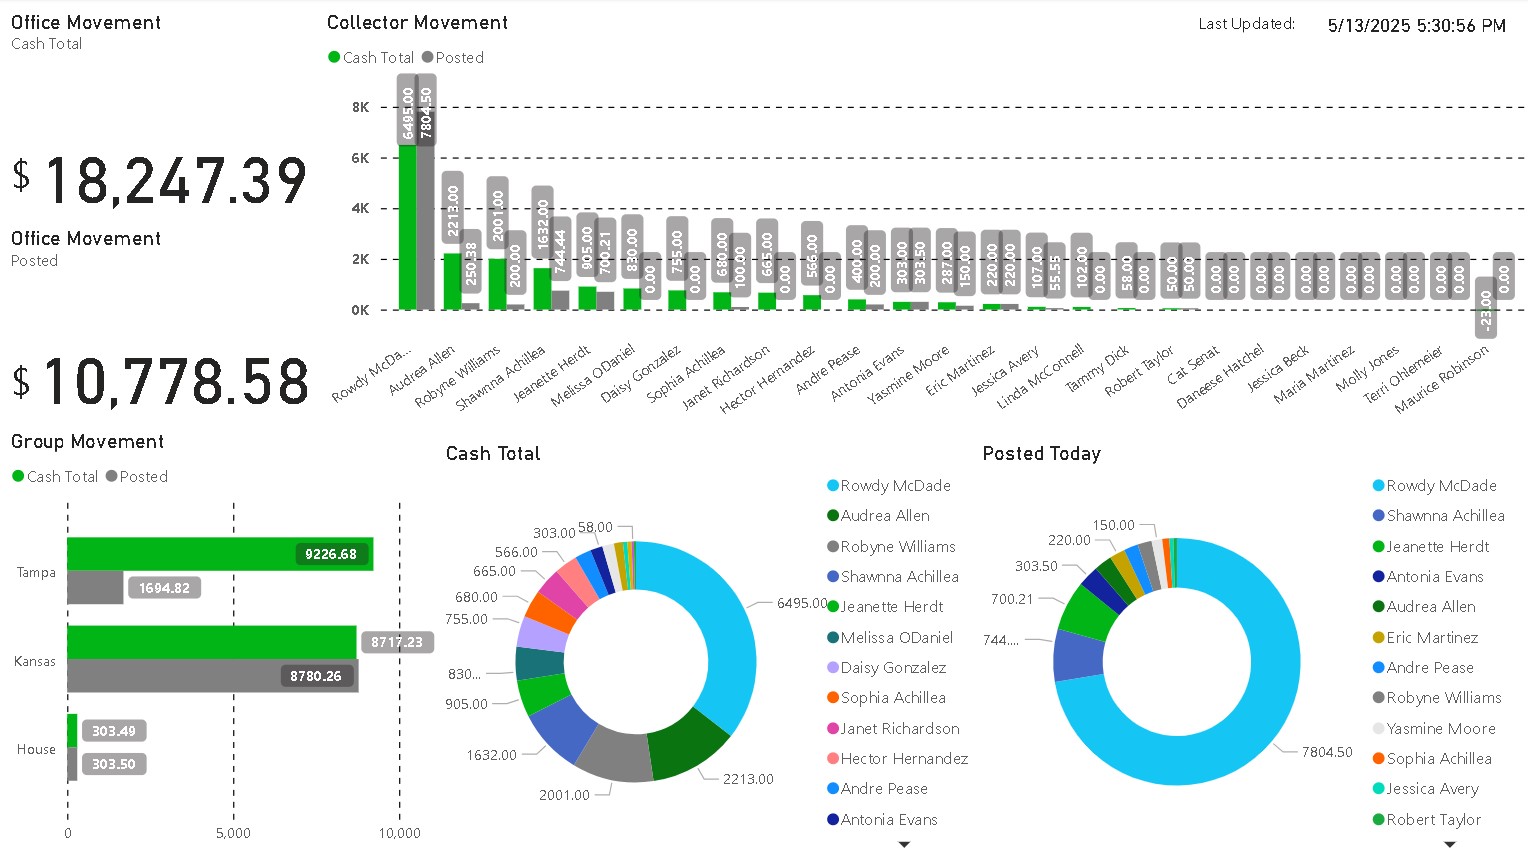 Office Movement
Cash Total
$ 18,247.39
Office Movement
Posted
$ 10,778.58
Collector Movement
Last Updated: 5/13/2025 5:30:56 PM
Cash Total Posted
8K
6K
4K
2K
0K
6495.00 7804.50 2213.00 250.38 2001.00 200.00 1632.00 744.44 905.00 700.21 830.00 0.00 755.00 0.00 680.00 100.00 665.00 0.00 566.00 0.00 400.00 200.00 303.00 303.50 287.00 150.00 220.00 220.00 107.00 55.55 102.00 0.00 58.00 0.00 50.00 50.00 0.00 0.00 0.00 0.00 0.00 0.00 0.00 0.00 0.00 0.00 0.00 0.00 -23.00 0.00
Rowdy McDa...
Audrea Allen
Robyne Williams
Shawnna Achillea
Jeanette Herdt
Melissa ODaniel
Daisy Gonzalez
Sophia Achillea
Janet Richardson
Hector Hernandez
Andre Pease
Antonia Evans
Yasmine Moore
Eric Martinez
Jessica Avery
Linda McConnell
Tammy Dick
Robert Taylor
Cat Senat
Daneese Hatchel
Jessica Beck
Maria Martinez
Molly Jones
Terri Ohlemeier
Maurice Robinson
Group Movement
Cash Total Posted
Tampa
9226.68
1694.82
Kansas
8717.23
8780.26
House
303.49
303.50
0 5,000 10,000
Cash Total
58.00
303.00
566.00
665.00
680.00
755.00
830...
905.00
1632.00
2001.00
2213.00
6495.00
Rowdy McDade
Audrea Allen
Robyne Williams
Shawnna Achillea
Jeanette Herdt
Melissa ODaniel
Daisy Gonzalez
Sophia Achillea
Janet Richardson
Hector Hernandez
Andre Pease
Antonia Evans
Posted Today
150.00
220.00
303.50
700.21
744....
7804.50
Rowdy McDade
Shawnna Achillea
Jeanette Herdt
Antonia Evans
Audrea Allen
Eric Martinez
Andre Pease
Robyne Williams
Yasmine Moore
Sophia Achillea
Jessica Avery
Robert Taylor